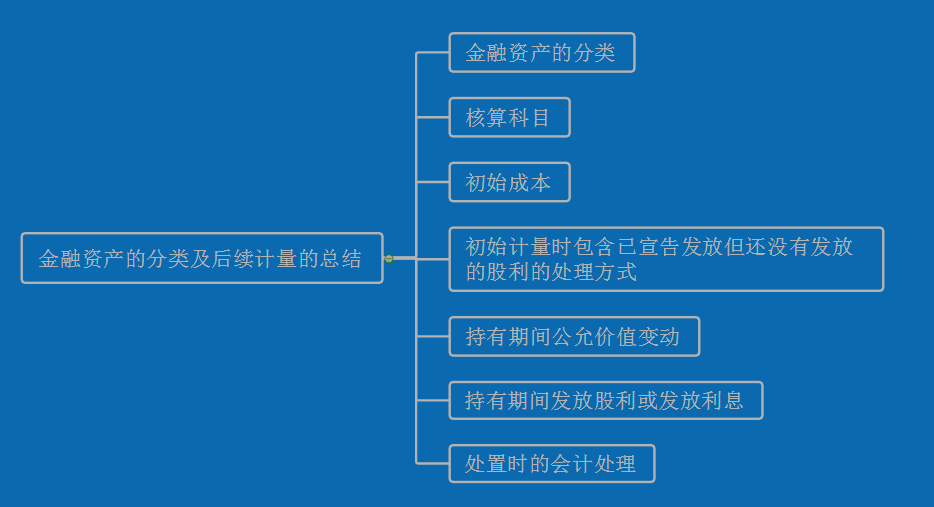 金融资产的分类
核算科目
初始成本
金融资产的分类及后续计量的总结
初始计量时包含已宣告发放但还没有发放
的股利的处理方式
持有期间公允价值变动
持有期间发放股利或发放利息
处置时的会计处理